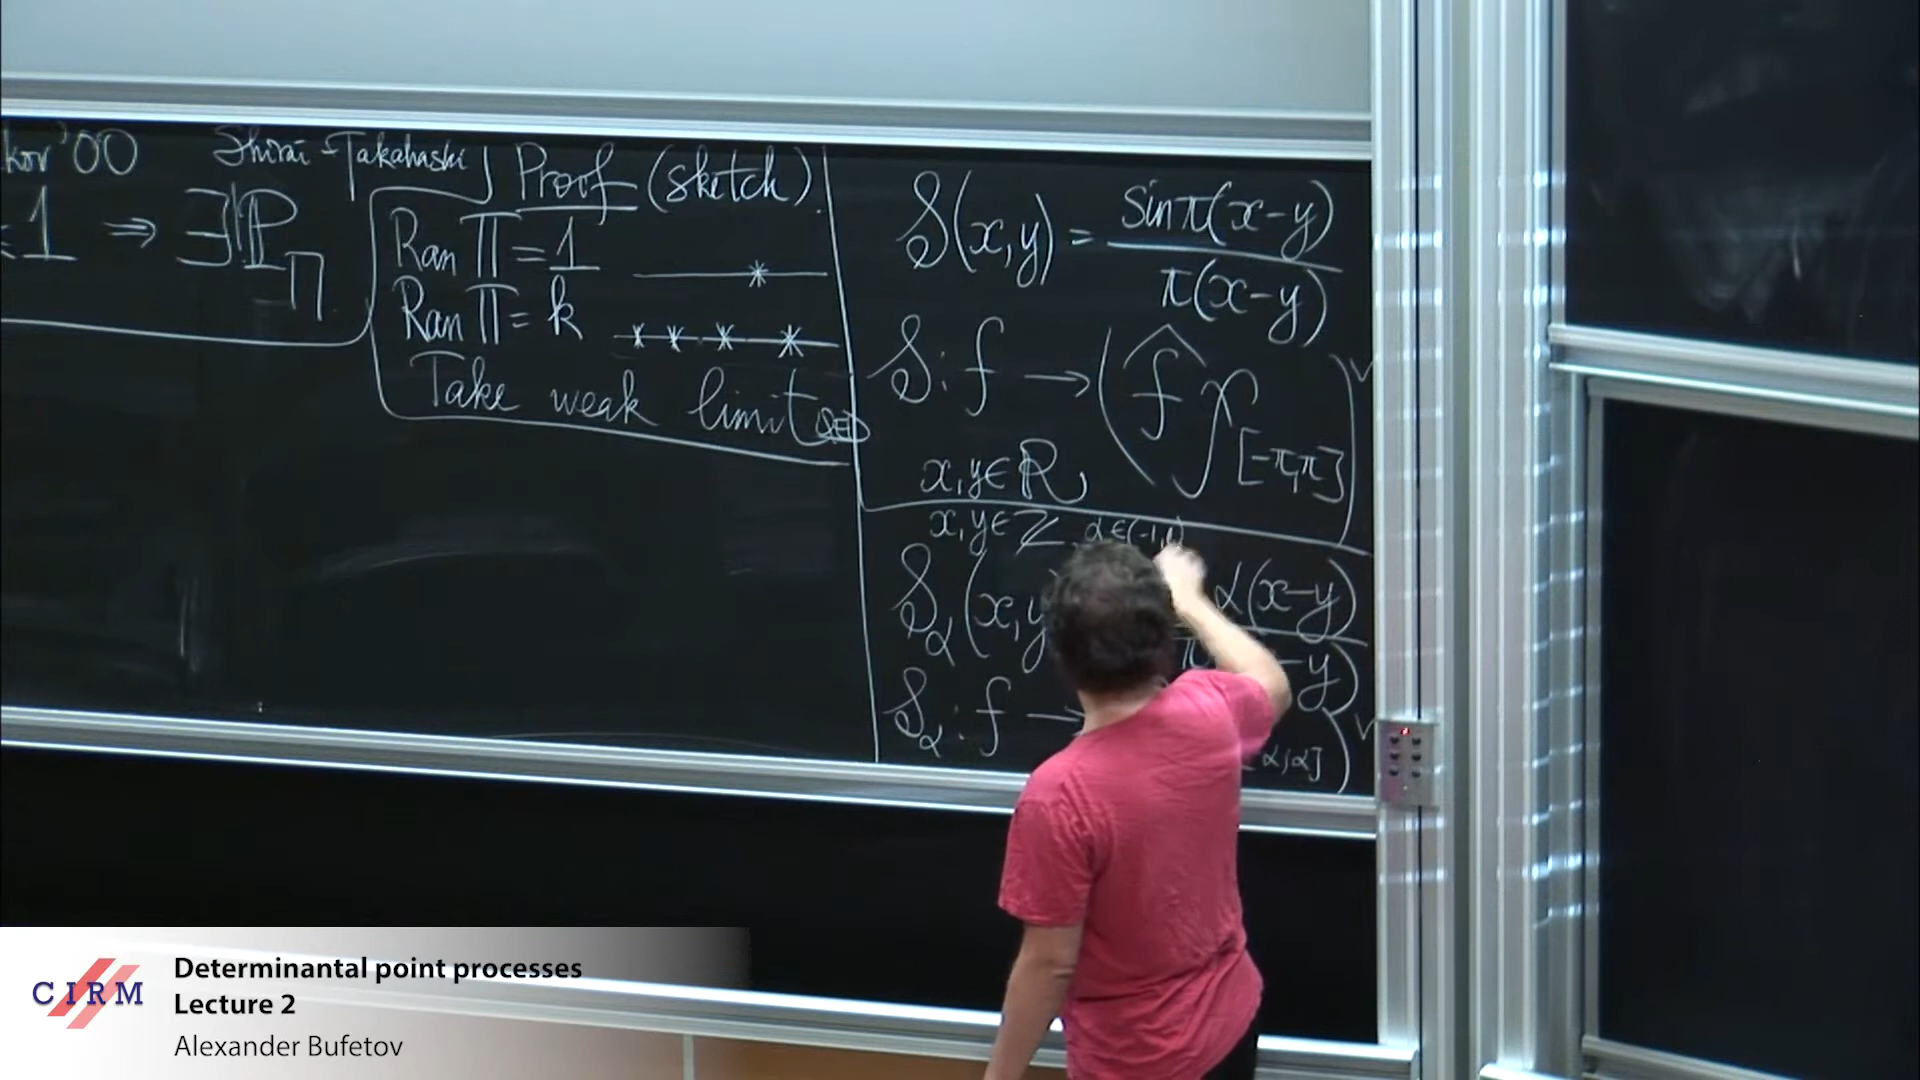 kov '00 Shirai-Takahashi
≤ 1 ⇒ ∃! ℙ_Π
Proof (sketch).
Ran Π = 1
Ran Π = k
Take weak limit QED
S(x,y) = sin π(x-y) / π(x-y)
S: f → (f̂ χ_[-π,π])^∨
x,y ∈ ℝ
x,y ∈ ℤ α ∈ (-1,
S_α (x,y α(x-y)
π -y)
S_α : f → α,α])^∨
CIRM
Determinantal point processes
Lecture 2
Alexander Bufetov